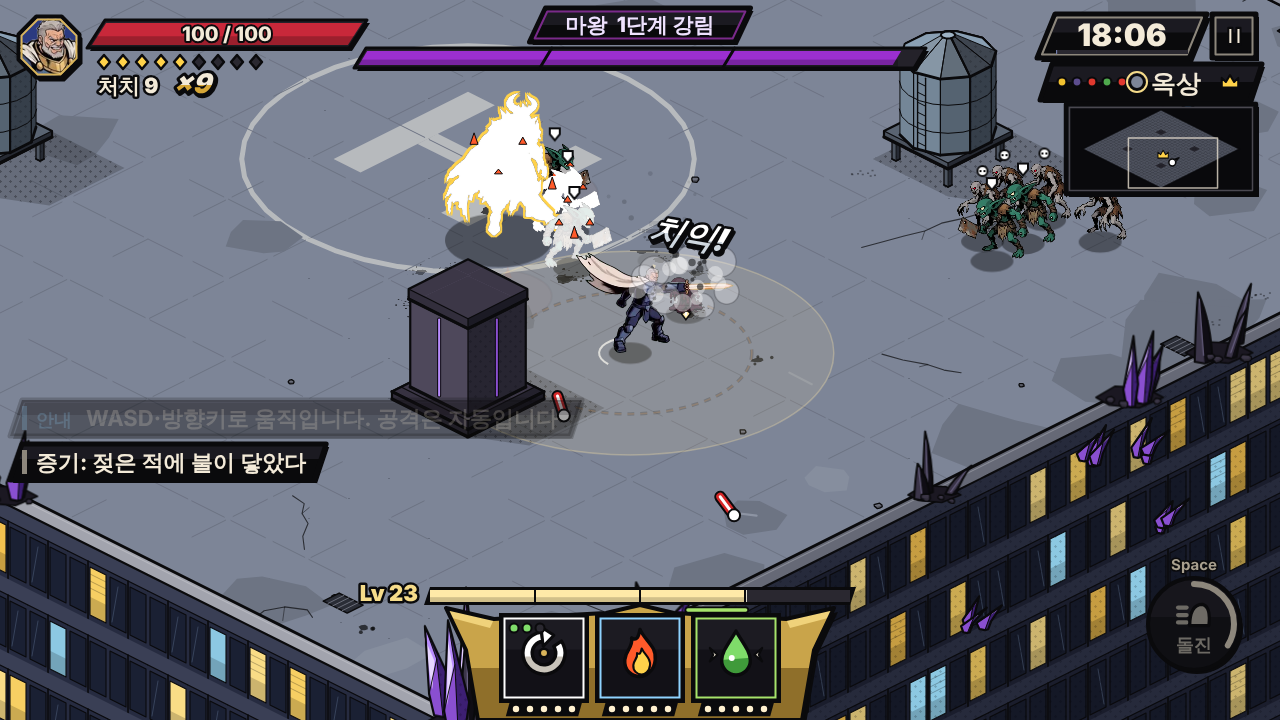 마왕 1단계 강림
100 / 100
처치 9 ×9
18:06
옥상
치익!
안내 WASD·방향키로 움직입니다. 공격은 자동입니다.
증기: 젖은 적에 불이 닿았다
Lv 23
Space
돌진